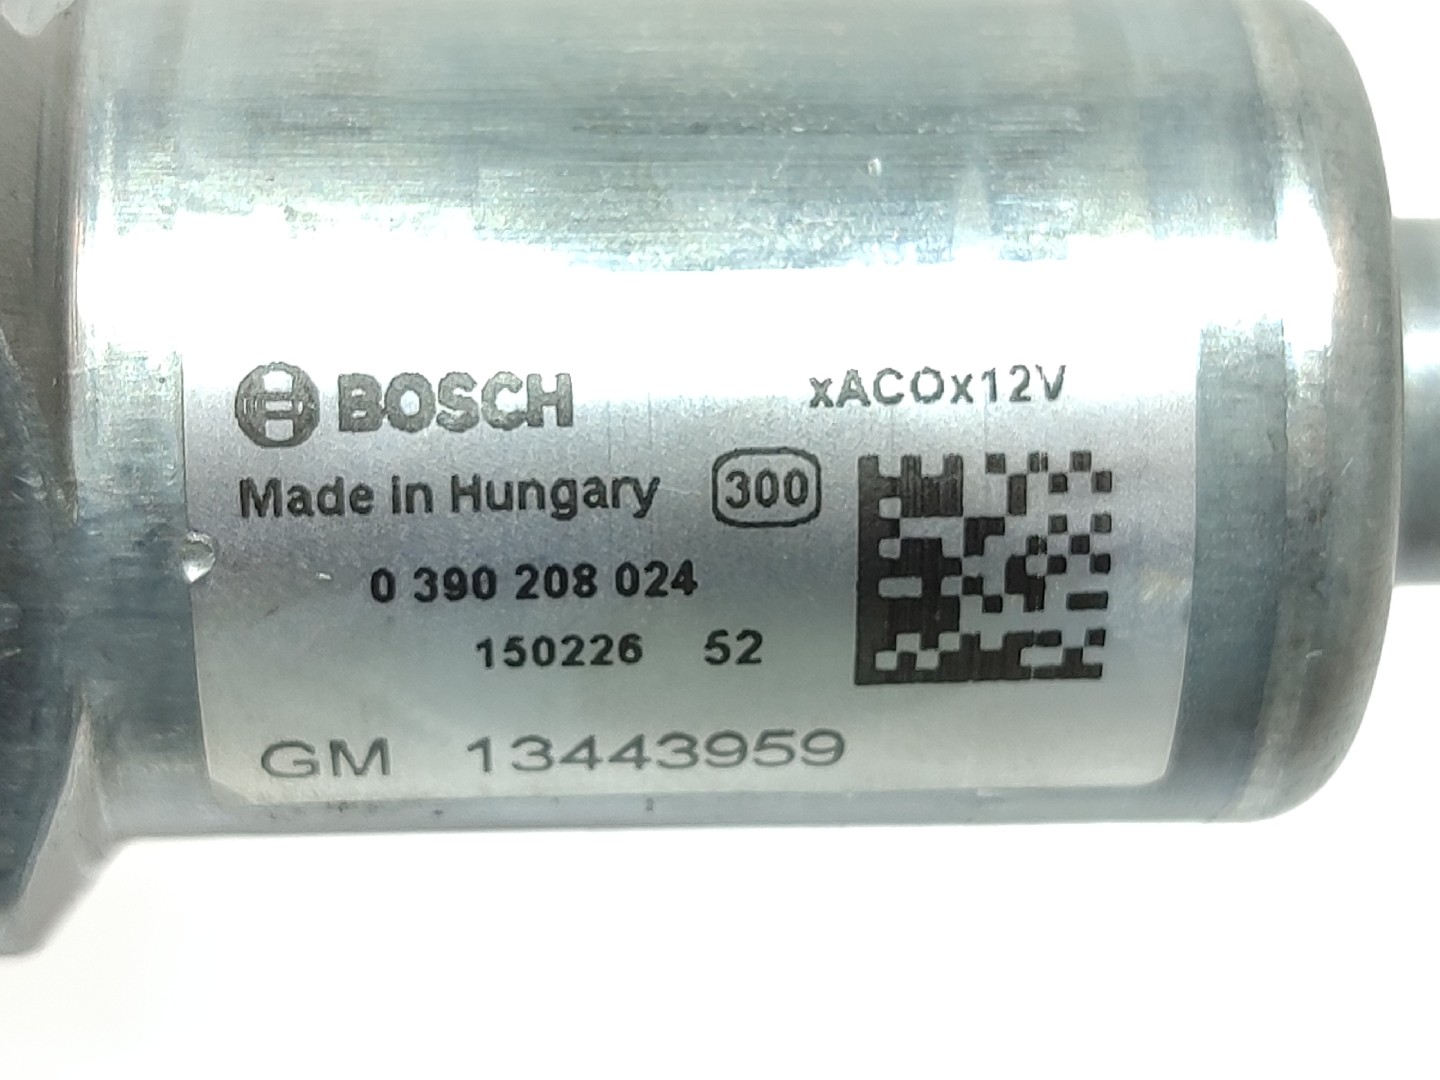 BOSCH xACOx12V
Made in Hungary 300
0 390 208 024
150226 52
GM 13443959